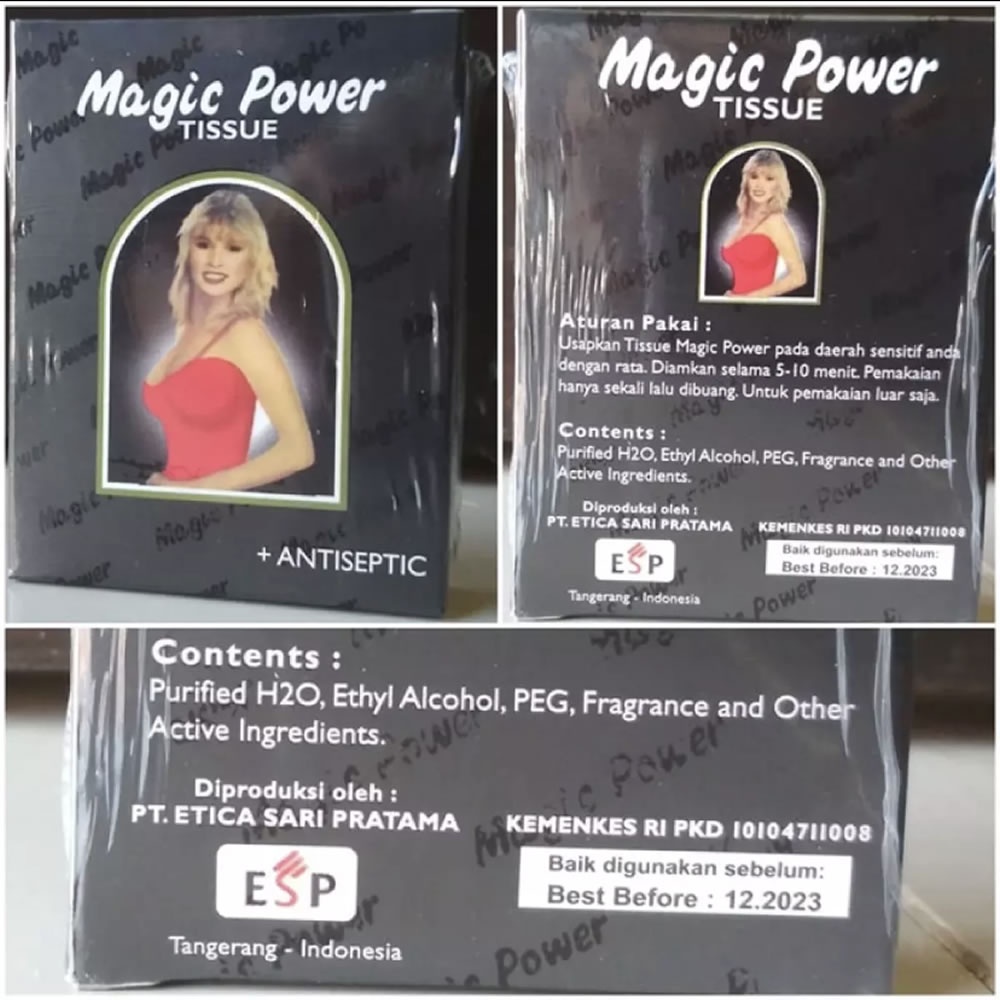 Magic Power
TISSUE
+ ANTISEPTIC
Magic Power
TISSUE
Aturan Pakai :
Usapkan Tissue Magic Power pada daerah sensitif anda
dengan rata. Diamkan selama 5-10 menit. Pemakaian
hanya sekali lalu dibuang. Untuk pemakaian luar saja.
Contents :
Purified H2O, Ethyl Alcohol, PEG, Fragrance and Other
Active Ingredients.
Diproduksi oleh :
PT. ETICA SARI PRATAMA
KEMENKES RI PKD 10104711008
ESP
Baik digunakan sebelum:
Best Before : 12.2023
Tangerang - Indonesia
Contents :
Purified H2O, Ethyl Alcohol, PEG, Fragrance and Other
Active Ingredients.
Diproduksi oleh :
PT. ETICA SARI PRATAMA
KEMENKES RI PKD 10104711008
ESP
Baik digunakan sebelum:
Best Before : 12.2023
Tangerang - Indonesia